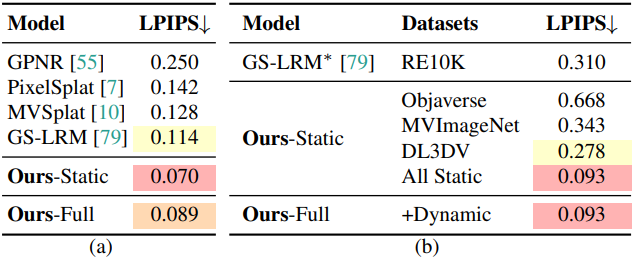 Model LPIPS↓
GPNR [55] 0.250
PixelSplat [7] 0.142
MVSplat [10] 0.128
GS-LRM [79] 0.114
Ours-Static 0.070
Ours-Full 0.089
(a)
Model Datasets LPIPS↓
GS-LRM* [79] RE10K 0.310
Objaverse 0.668
MVImageNet 0.343
Ours-Static
DL3DV 0.278
All Static 0.093
Ours-Full +Dynamic 0.093
(b)